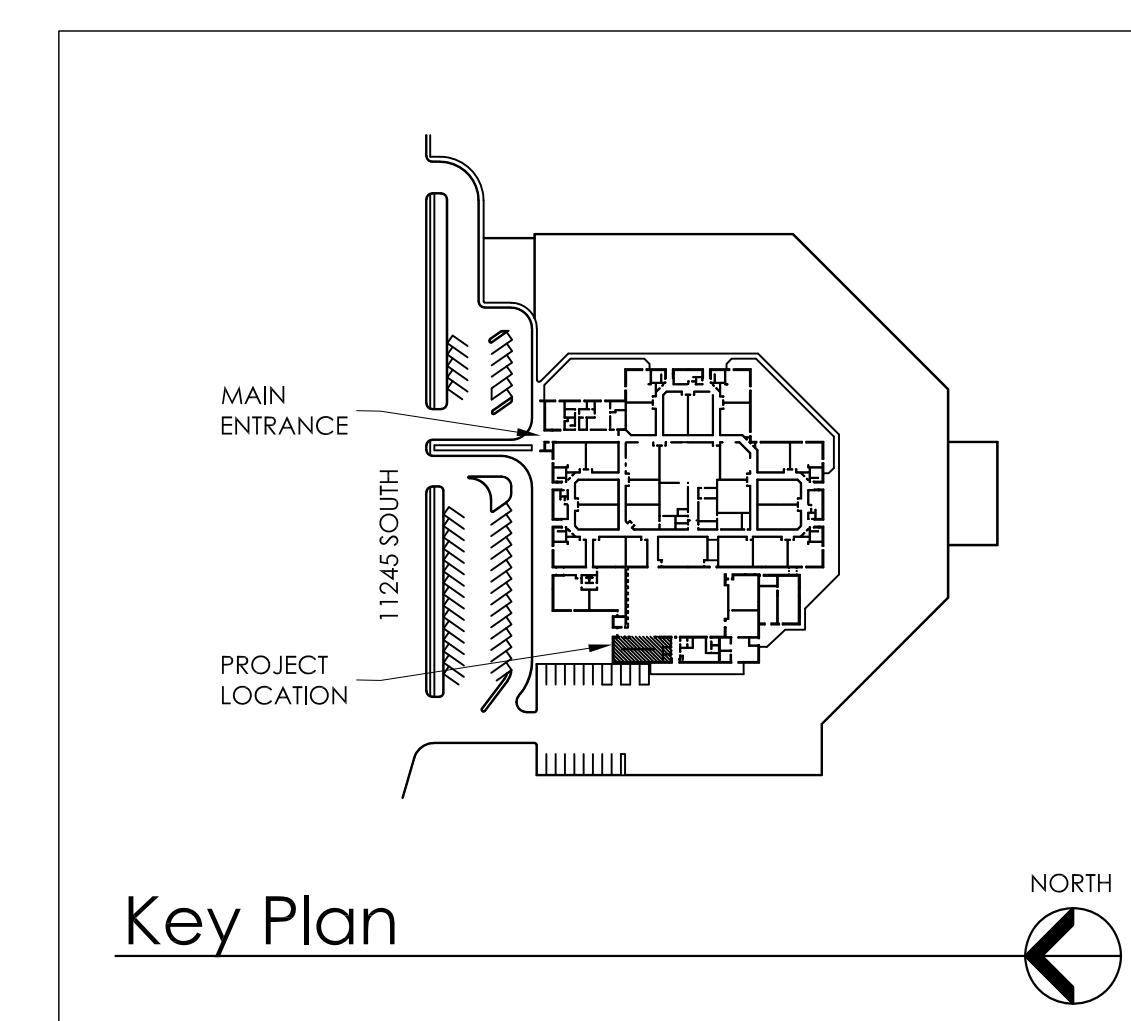 MAIN
ENTRANCE
11245 SOUTH
PROJECT
LOCATION
Key Plan
NORTH